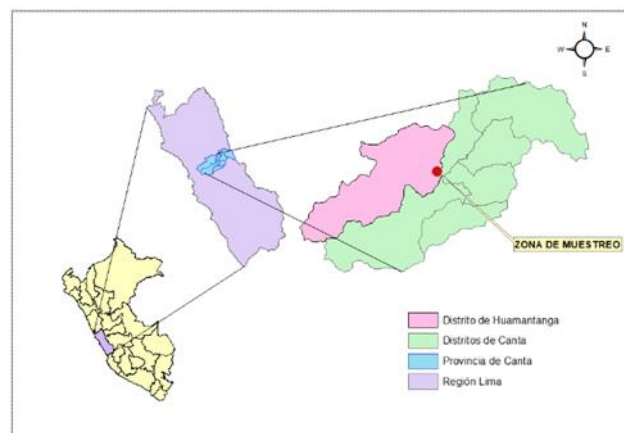 N
W E
S
ZONA DE MUESTREO
Distrito de Huamantanga
Distritos de Canta
Provincia de Canta
Región Lima